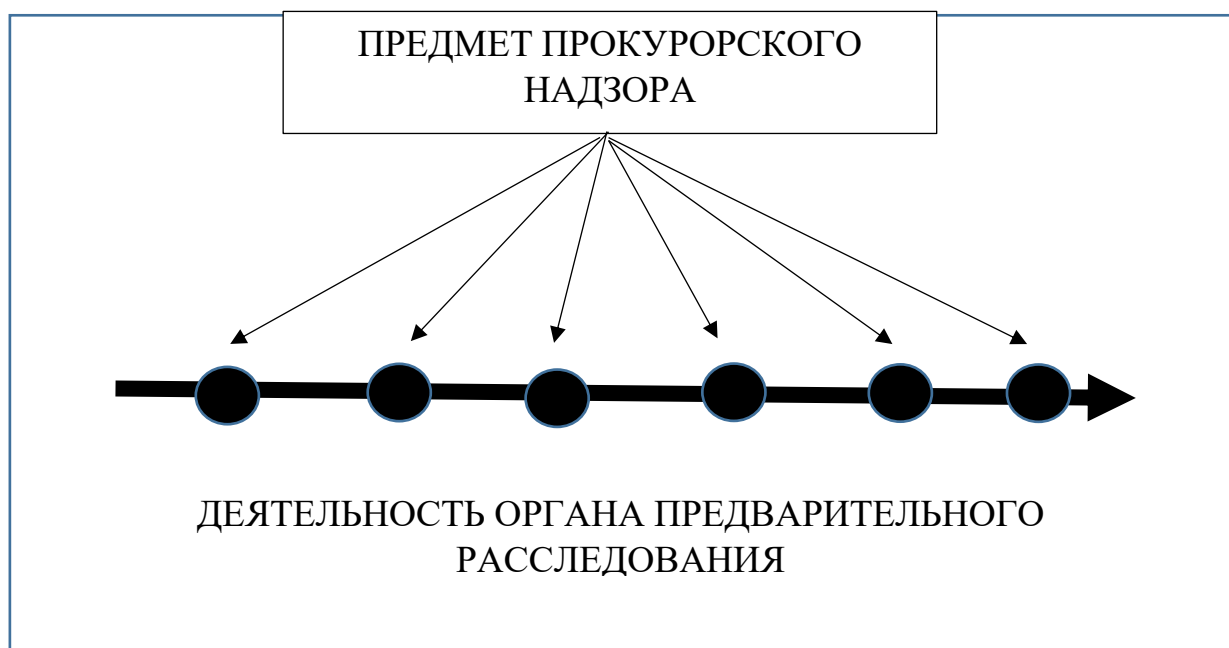 ПРЕДМЕТ ПРОКУРОРСКОГО
НАДЗОРА
ДЕЯТЕЛЬНОСТЬ ОРГАНА ПРЕДВАРИТЕЛЬНОГО
РАССЛЕДОВАНИЯ